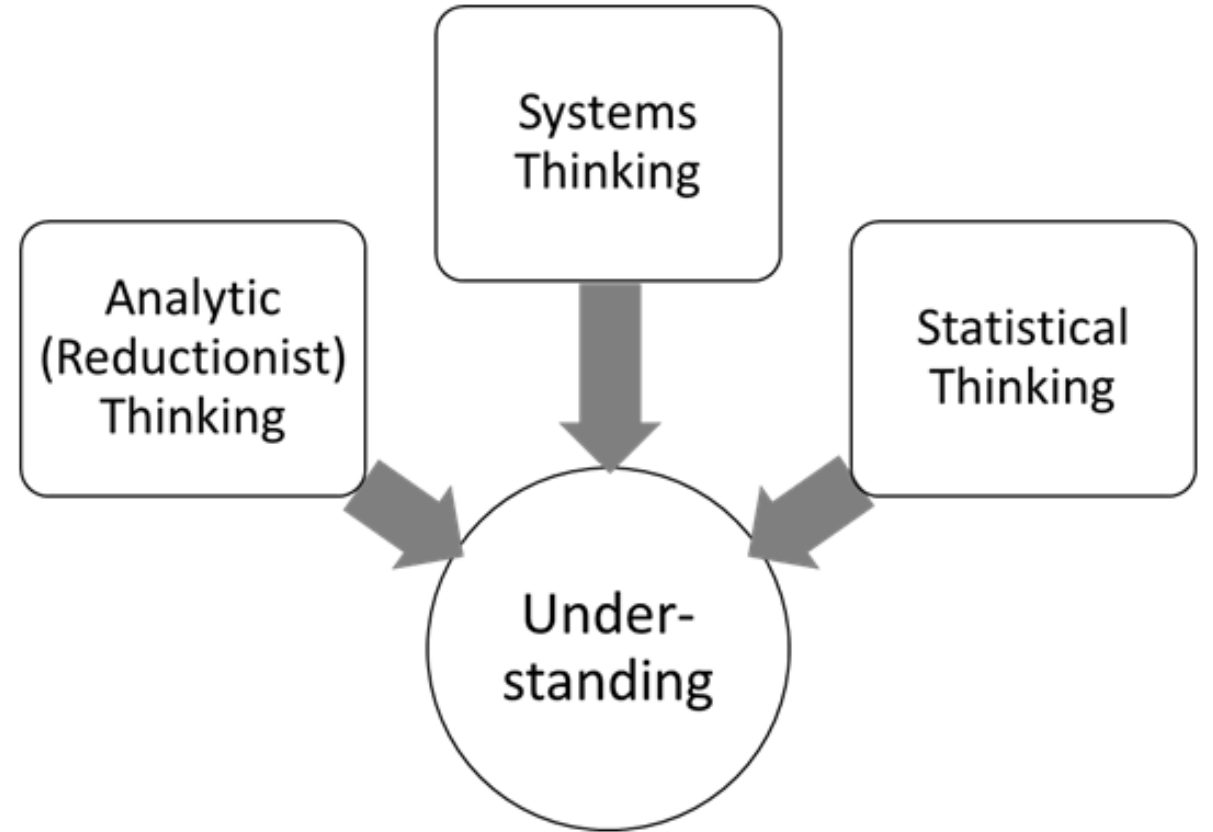 Systems
Thinking
Analytic
(Reductionist)
Thinking
Statistical
Thinking
Under-
standing